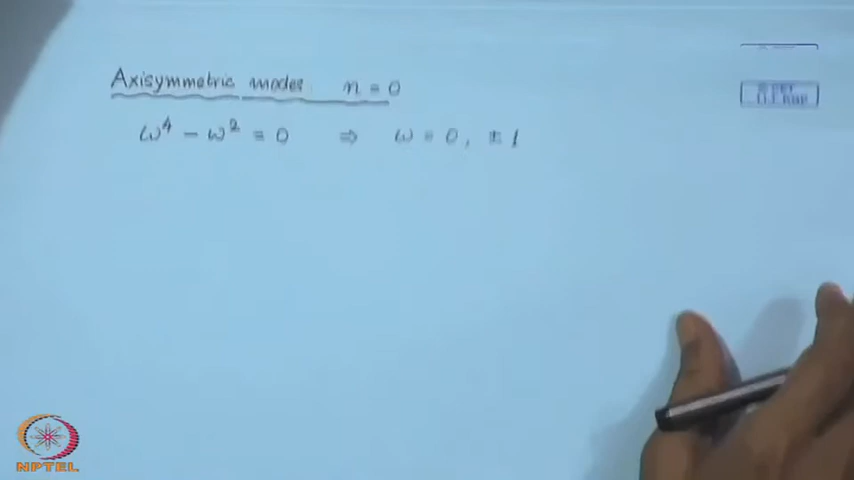 Axisymmetric modes n = 0
ω⁴ − ω² = 0 ⇒ ω = 0, ± 1
NPTEL